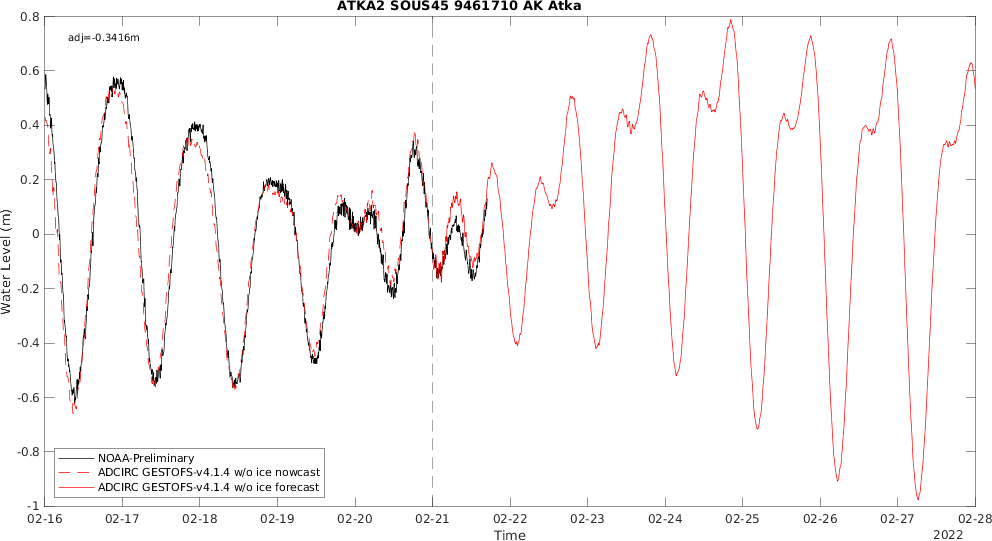 ATKA2 SOUS45 9461710 AK Atka
adj=-0.3416m
0.8
0.6
0.4
0.2
0
-0.2
-0.4
-0.6
-0.8
-1
Water Level (m)
NOAA-Preliminary
ADCIRC GESTOFS-v4.1.4 w/o ice nowcast
ADCIRC GESTOFS-v4.1.4 w/o ice forecast
02-16 02-17 02-18 02-19 02-20 02-21 02-22 02-23 02-24 02-25 02-26 02-27 02-28
Time
2022